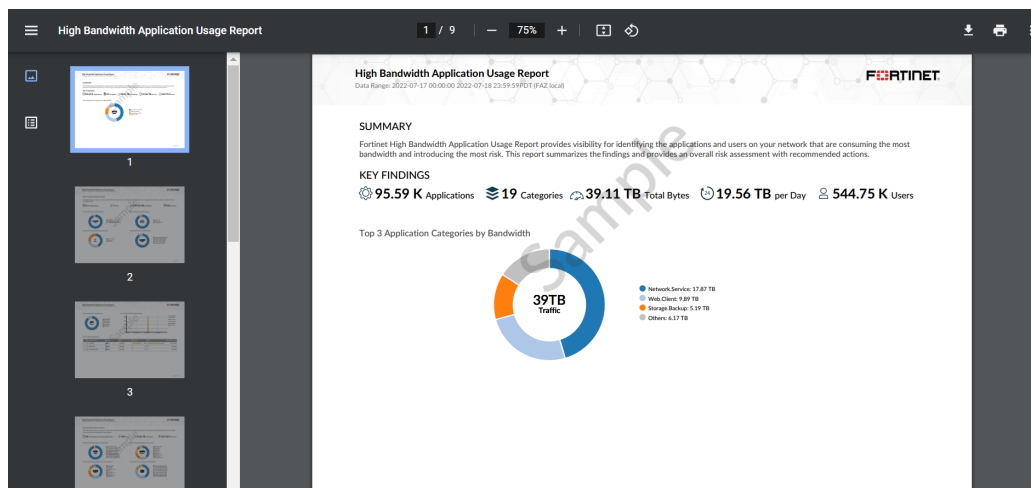 High Bandwidth Application Usage Report
1 / 9
75%
1
2
3
High Bandwidth Application Usage Report
Data Range: 2022-07-17 00:00:00 2022-07-18 23:59:59 PDT (FAZ local)
FORTINET
SUMMARY
Fortinet High Bandwidth Application Usage Report provides visibility for identifying the applications and users on your network that are consuming the most
bandwidth and introducing the most risk. This report summarizes the findings and provides an overall risk assessment with recommended actions.
KEY FINDINGS
95.59 K Applications 19 Categories 39.11 TB Total Bytes 24 19.56 TB per Day 544.75 K Users
Sample
Top 3 Application Categories by Bandwidth
39TB
Traffic
Network.Service: 17.87 TB
Web.Client: 9.89 TB
Storage.Backup: 5.19 TB
Others: 6.17 TB